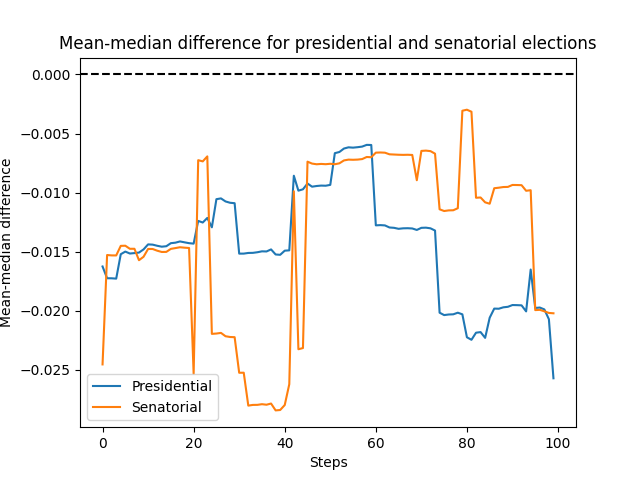 Mean-median difference for presidential and senatorial elections
Mean-median difference
0.000
−0.005
−0.010
−0.015
−0.020
−0.025
Presidential
Senatorial
0 20 40 60 80 100
Steps